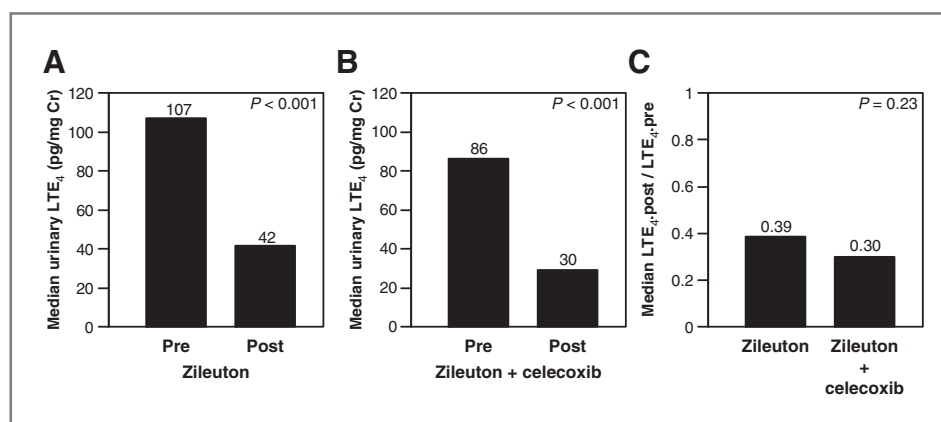 A
Median urinary LTE₄ (pg/mg Cr)
120
100
80
60
40
20
0
P < 0.001
107
42
Pre Post
Zileuton
B
Median urinary LTE₄ (pg/mg Cr)
120
100
80
60
40
20
0
P < 0.001
86
30
Pre Post
Zileuton + celecoxib
C
Median LTE₄.post / LTE₄.pre
1
0.8
0.6
0.4
0.2
0
P = 0.23
0.39
0.30
Zileuton
Zileuton
+
celecoxib